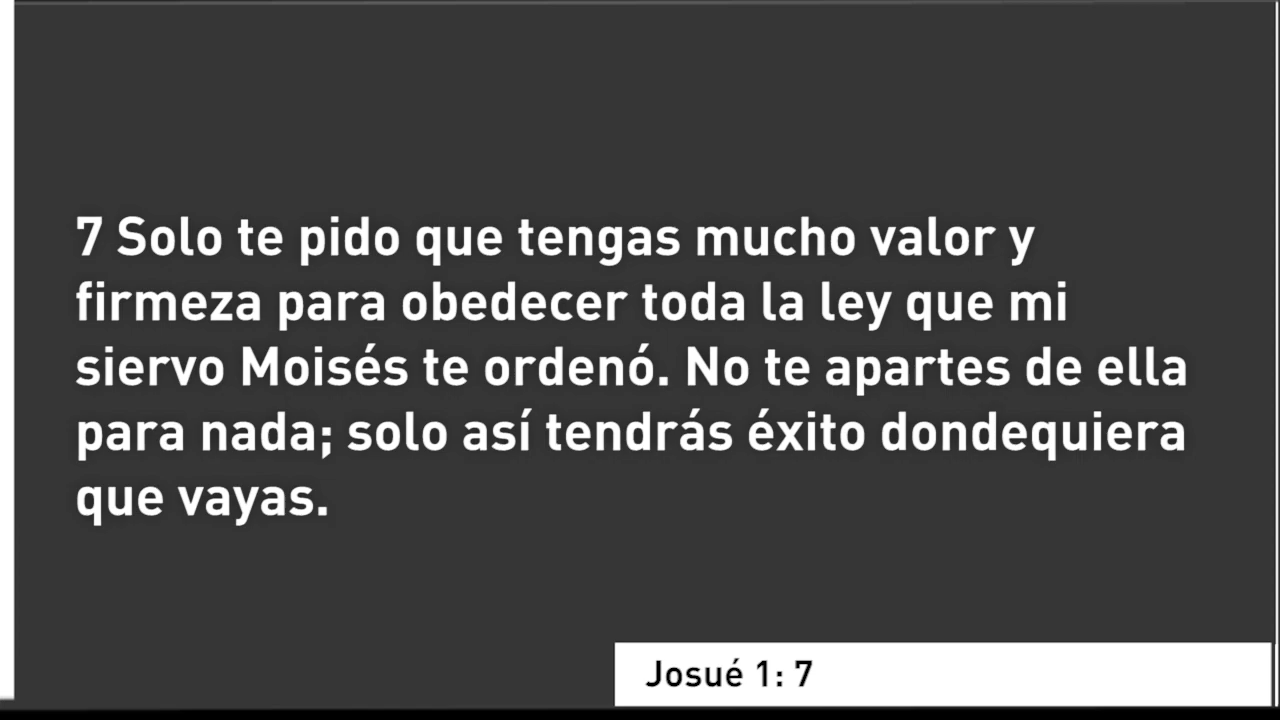 7 Solo te pido que tengas mucho valor y
firmeza para obedecer toda la ley que mi
siervo Moisés te ordenó. No te apartes de ella
para nada; solo así tendrás éxito dondequiera
que vayas.
Josué 1: 7